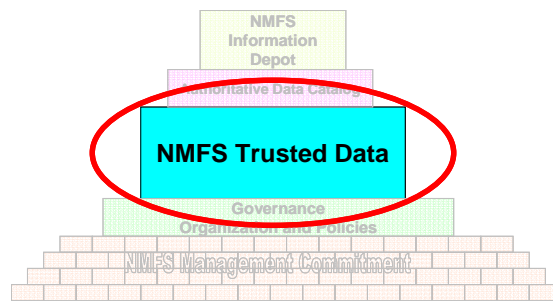 NMFS
Information
Depot
Authoritative Data Catalog
NMFS Trusted Data
Governance
Organization and Policies
NMFS Management Commitment